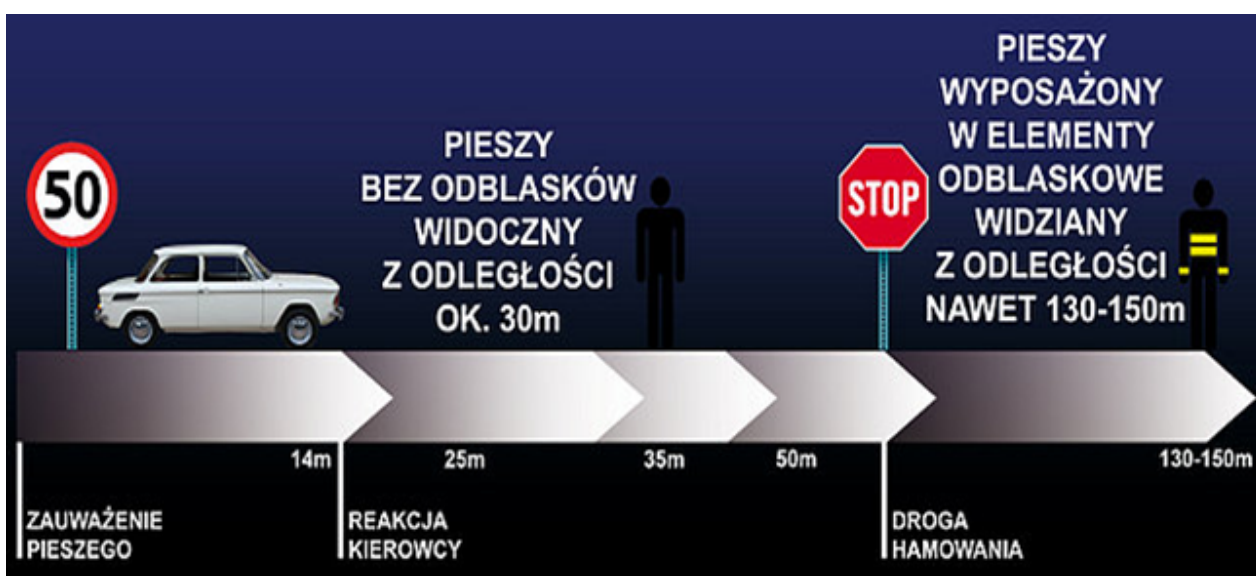 50
PIESZY
BEZ ODBLASKÓW
WIDOCZNY
Z ODLEGŁOŚCI
OK. 30m
STOP
PIESZY
WYPOSAŻONY
W ELEMENTY
ODBLASKOWE
WIDZIANY
Z ODLEGŁOŚCI
NAWET 130-150m
14m
25m
35m
50m
130-150m
ZAUWAŻENIE
PIESZEGO
REAKCJA
KIEROWCY
DROGA
HAMOWANIA